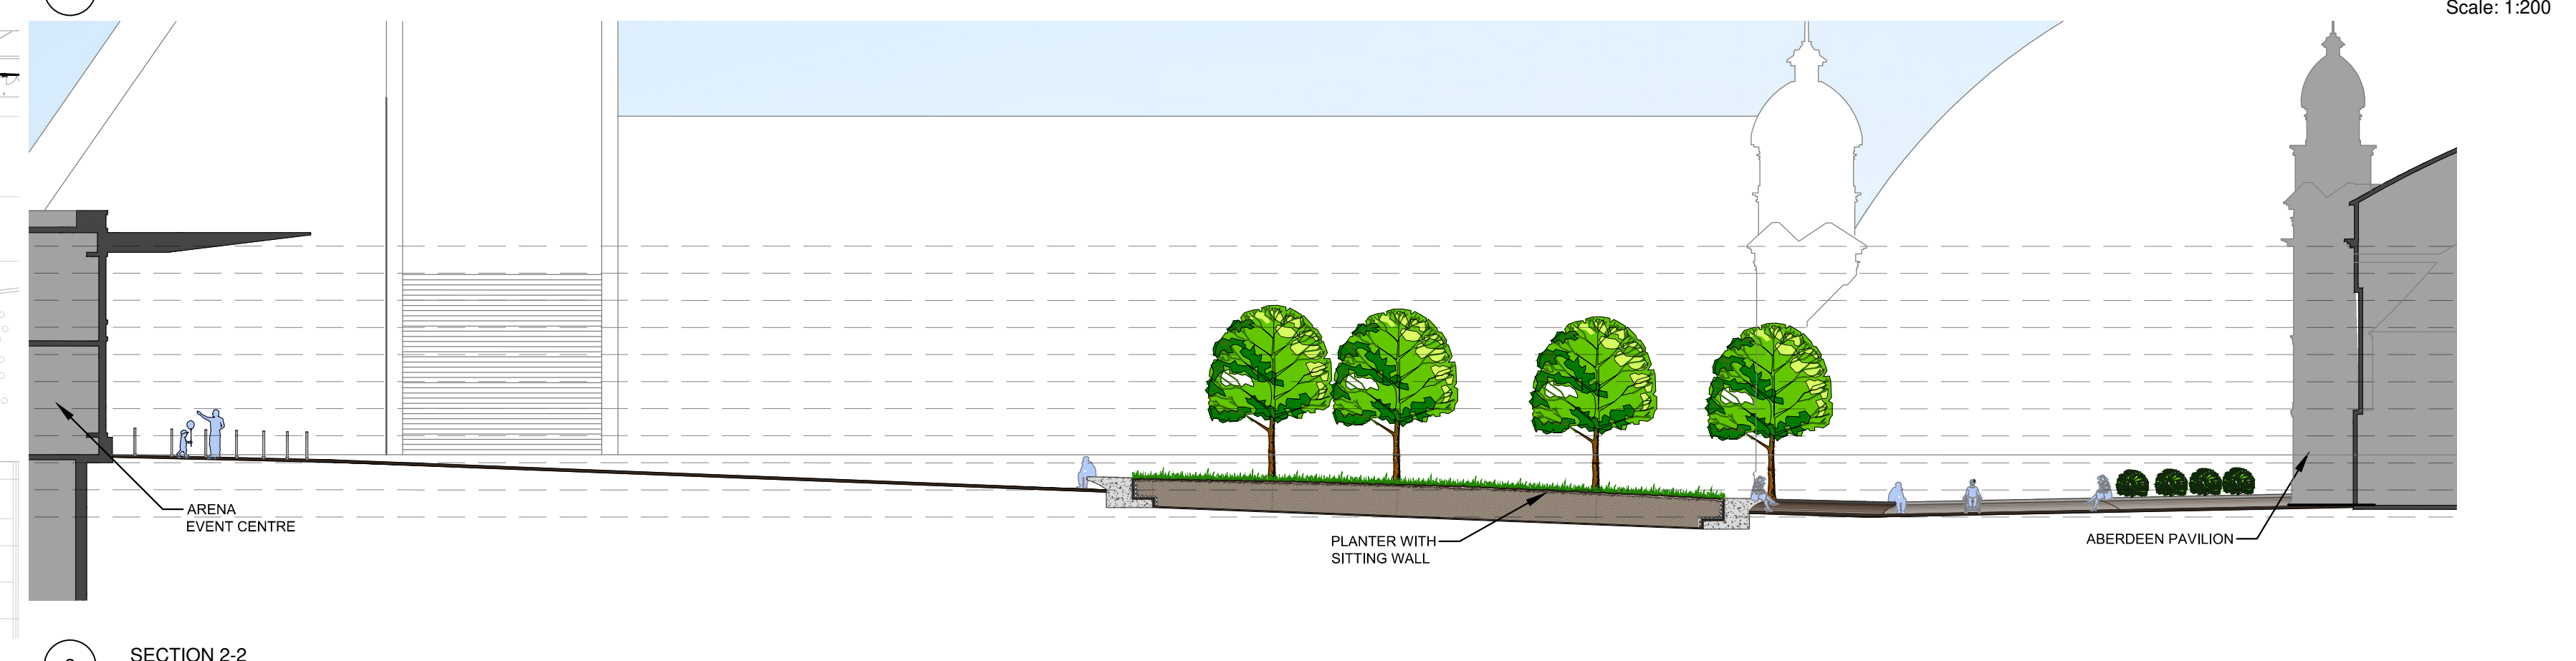 Scale: 1:200
ARENA
EVENT CENTRE
PLANTER WITH
SITTING WALL
ABERDEEN PAVILION
SECTION 2-2